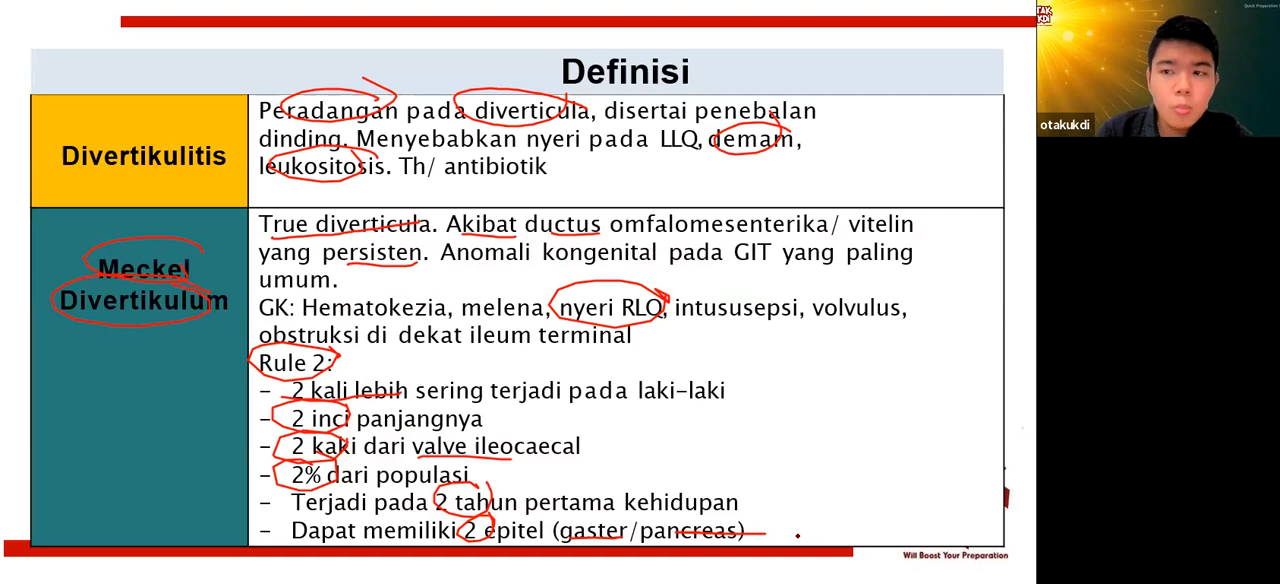 Definisi
Divertikulitis
Peradangan pada diverticula, disertai penebalan
dinding. Menyebabkan nyeri pada LLQ, demam,
leukositosis. Th/ antibiotik
Meckel
Divertikulum
True diverticula. Akibat ductus omfalomesenterika/ vitelin
yang persisten. Anomali kongenital pada GIT yang paling
umum.
GK: Hematokezia, melena, nyeri RLQ, intususepsi, volvulus,
obstruksi di dekat ileum terminal
Rule 2:
- 2 kali lebih sering terjadi pada laki-laki
- 2 inci panjangnya
- 2 kaki dari valve ileocaecal
- 2% dari populasi
- Terjadi pada 2 tahun pertama kehidupan
- Dapat memiliki 2 epitel (gaster/pancreas)
Will Boost Your Preparation
TAK
KDI
Quick Preparation
otakukdi